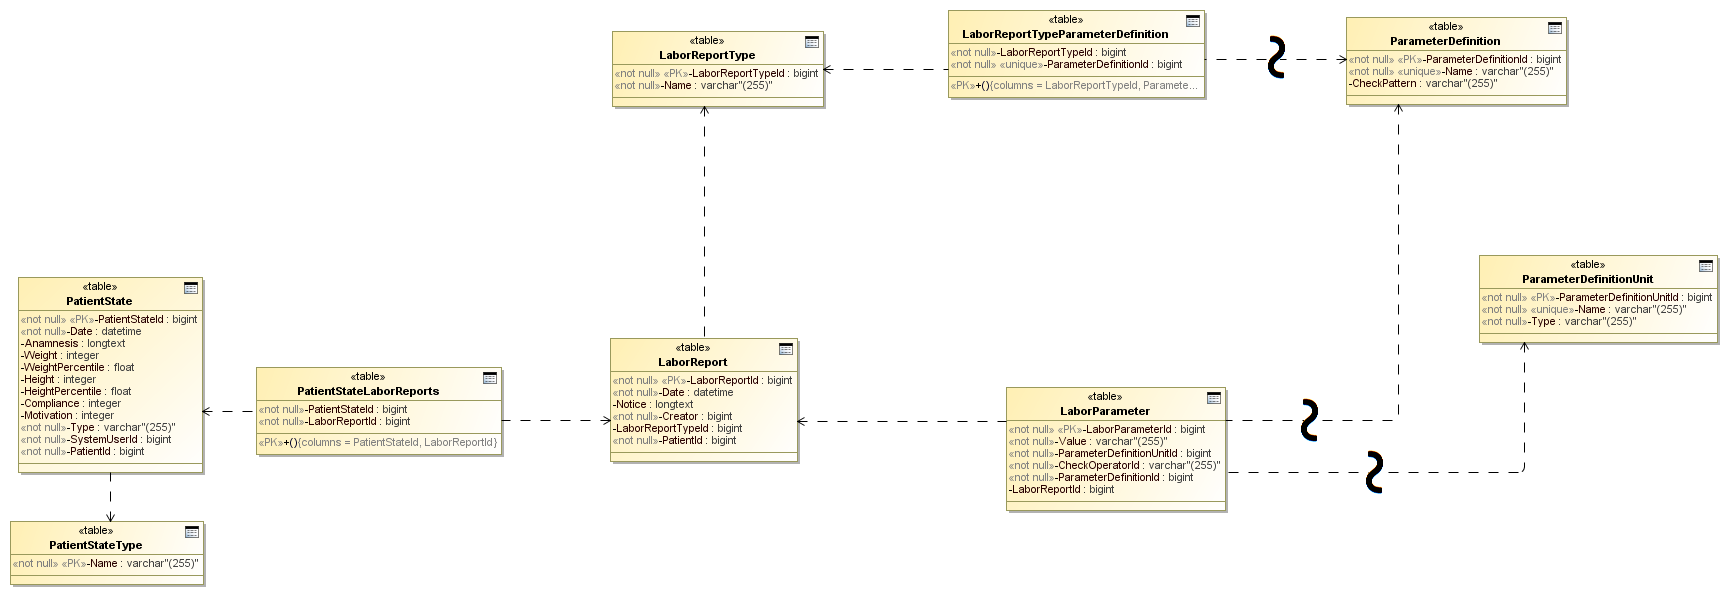 «table»
LaborReportType
«not null» «PK»-LaborReportTypeId : bigint
«not null»-Name : varchar"(255)"
«table»
LaborReportTypeParameterDefinition
«not null»-LaborReportTypeId : bigint
«not null» «unique»-ParameterDefinitionId : bigint
«PK»+(){columns = LaborReportTypeId, Paramete...
«table»
ParameterDefinition
«not null» «PK»-ParameterDefinitionId : bigint
«not null» «unique»-Name : varchar"(255)"
-CheckPattern : varchar"(255)"
«table»
PatientState
«not null» «PK»-PatientStateId : bigint
«not null»-Date : datetime
-Anamnesis : longtext
-Weight : integer
-WeightPercentile : float
-Height : integer
-HeightPercentile : float
-Compliance : integer
-Motivation : integer
«not null»-Type : varchar"(255)"
«not null»-SystemUserId : bigint
«not null»-PatientId : bigint
«table»
PatientStateLaborReports
«not null»-PatientStateId : bigint
«not null»-LaborReportId : bigint
«PK»+(){columns = PatientStateId, LaborReportId}
«table»
LaborReport
«not null» «PK»-LaborReportId : bigint
«not null»-Date : datetime
-Notice : longtext
«not null»-Creator : bigint
-LaborReportTypeId : bigint
«not null»-PatientId : bigint
«table»
LaborParameter
«not null» «PK»-LaborParameterId : bigint
«not null»-Value : varchar"(255)"
«not null»-ParameterDefinitionUnitId : bigint
«not null»-CheckOperatorId : varchar"(255)"
«not null»-ParameterDefinitionId : bigint
-LaborReportId : bigint
«table»
ParameterDefinitionUnit
«not null» «PK»-ParameterDefinitionUnitId : bigint
«not null» «unique»-Name : varchar"(255)"
«not null»-Type : varchar"(255)"
«table»
PatientStateType
«not null» «PK»-Name : varchar"(255)"